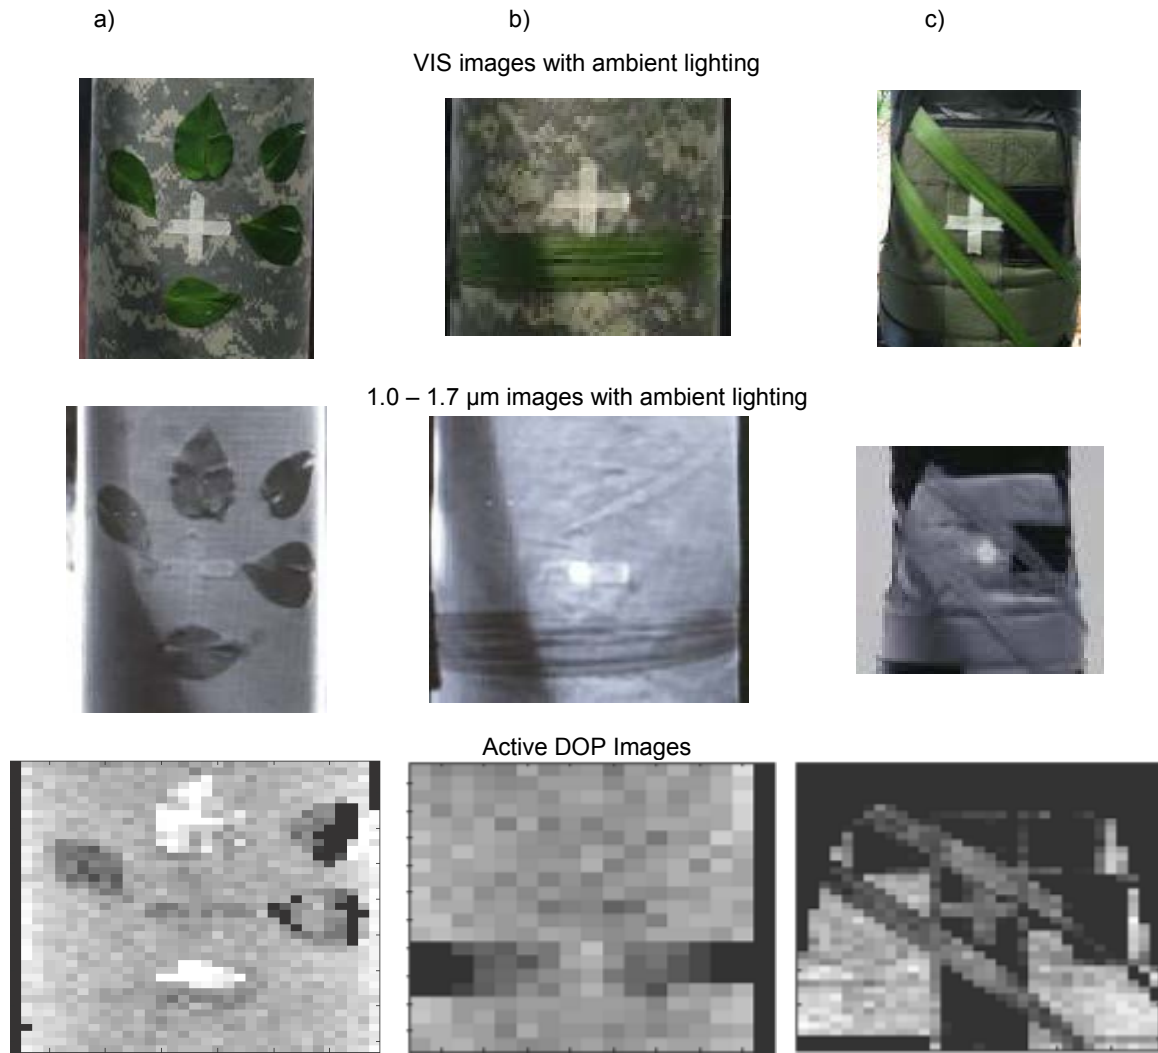 a) b) c)
VIS images with ambient lighting
1.0 – 1.7 µm images with ambient lighting
Active DOP Images